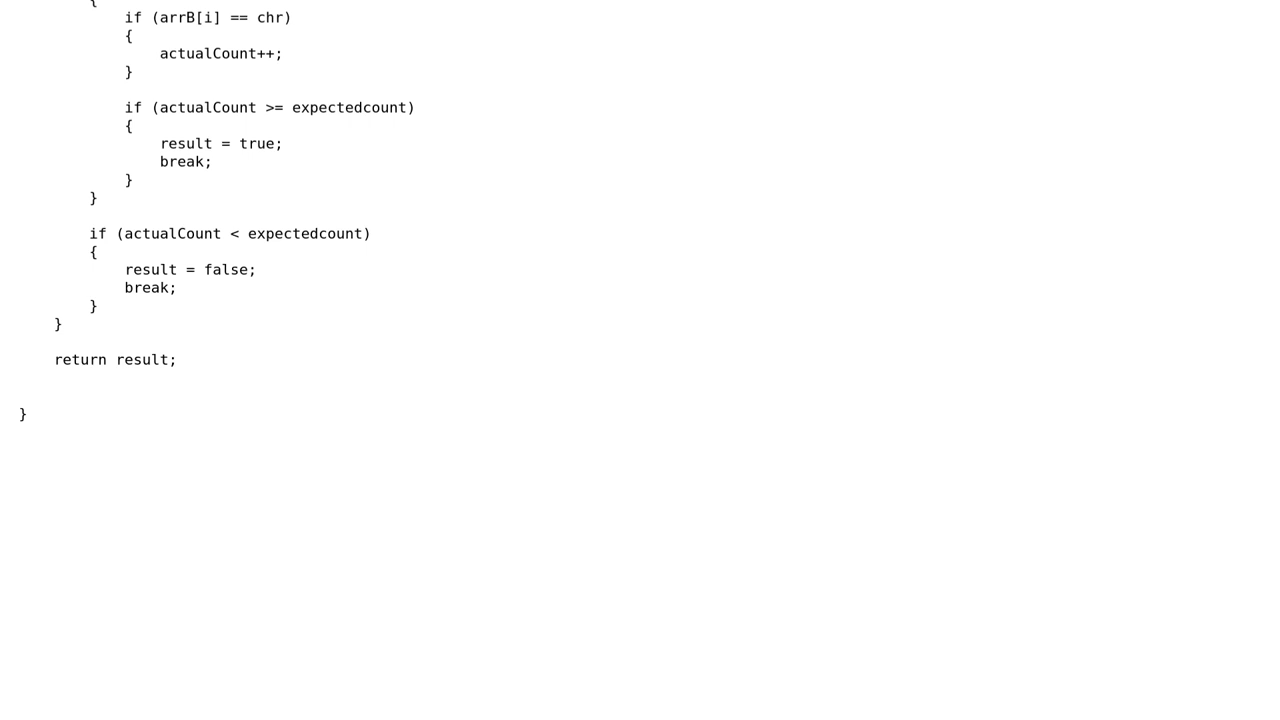 {
if (arrB[i] == chr)
{
actualCount++;
}
if (actualCount >= expectedcount)
{
result = true;
break;
}
}
if (actualCount < expectedcount)
{
result = false;
break;
}
}
return result;
}